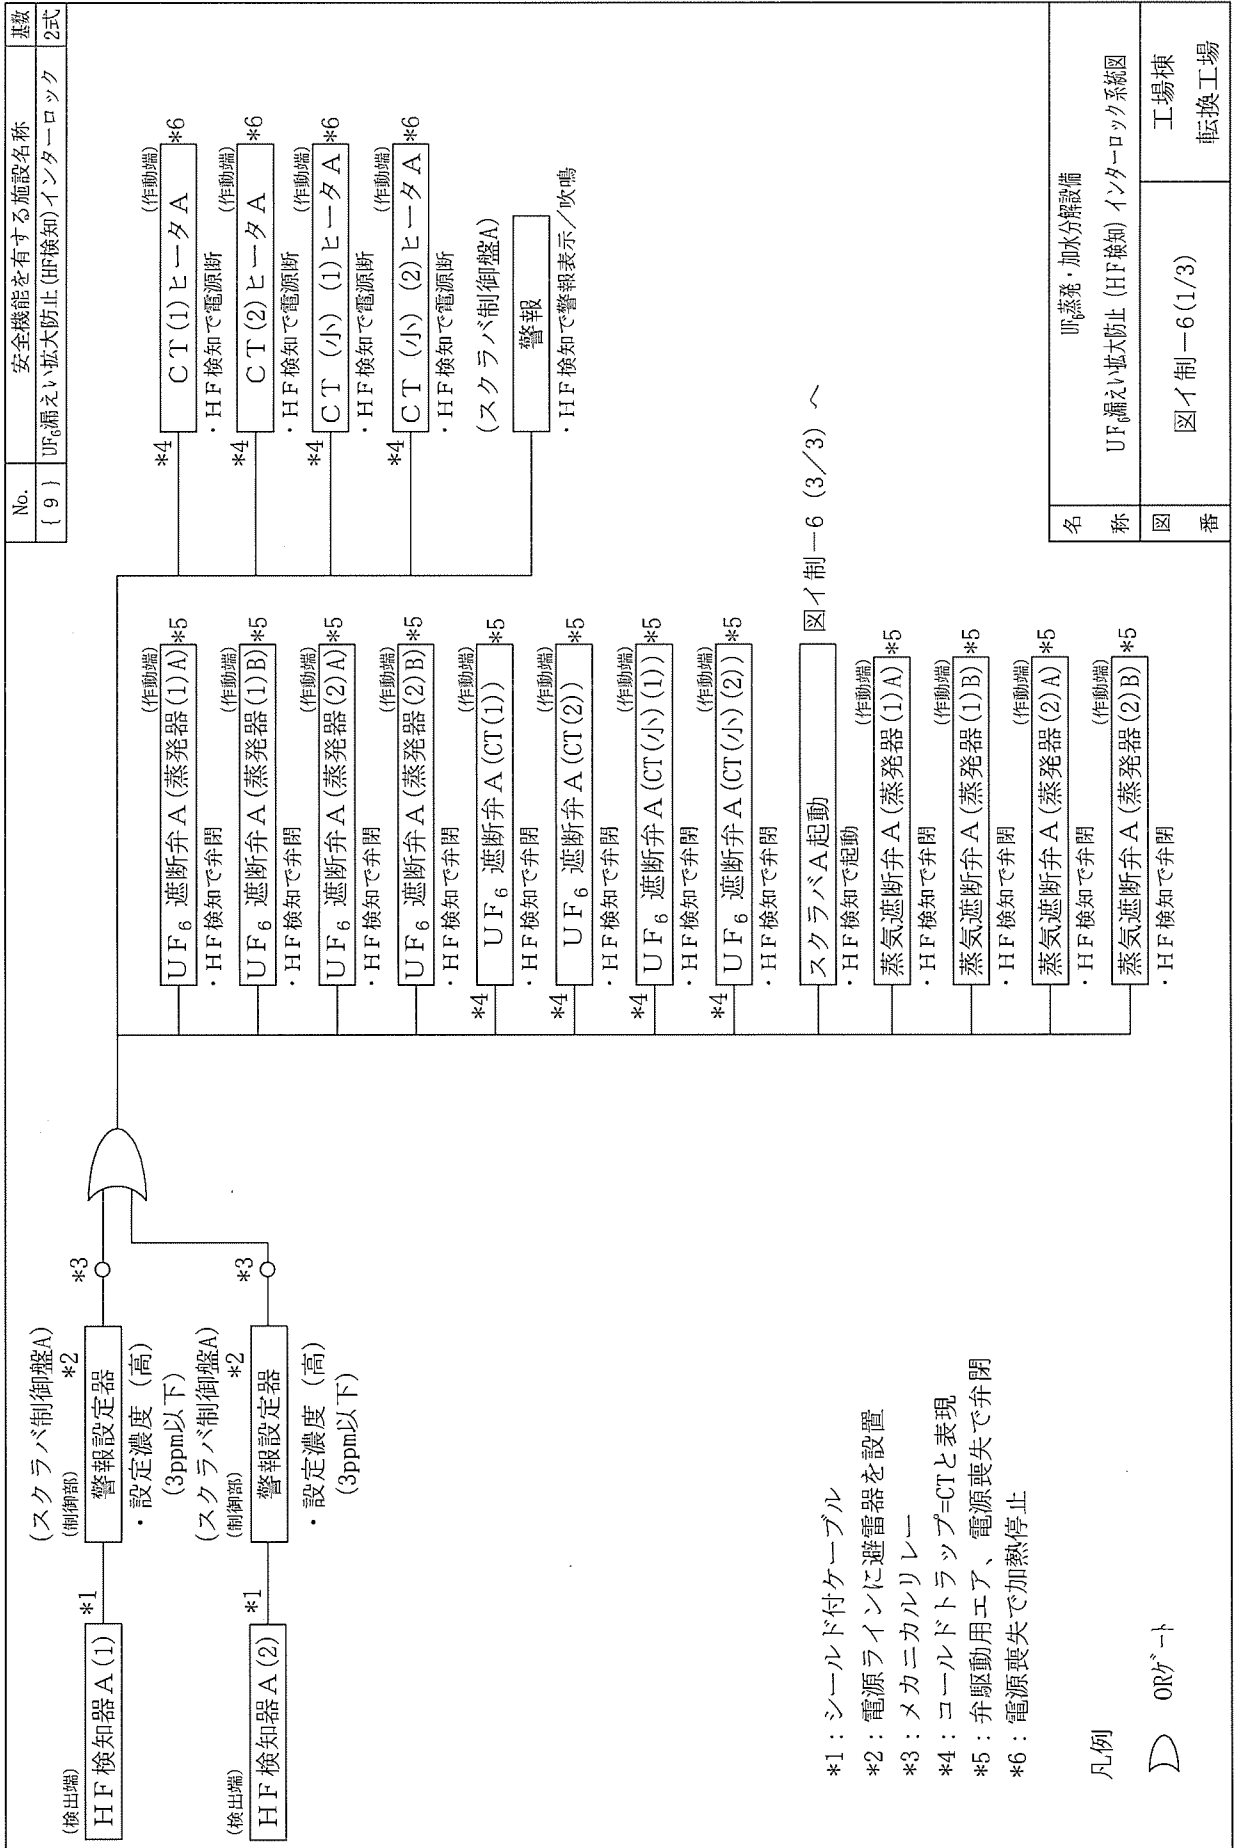 No.
安全機能を有する施設名称
基数
{ 9 }
UF₆漏えい拡大防止(HF検知)インターロック
2式
(検出端)
HF検知器A(1)
*1
(スクラバ制御盤A)
(制御部)
*2
警報設定器
・設定濃度(高)
(3ppm以下)
*3
(検出端)
HF検知器A(2)
*1
(スクラバ制御盤A)
(制御部)
*2
警報設定器
・設定濃度(高)
(3ppm以下)
*3
(作動端)
UF₆遮断弁A(蒸発器(1)A)
*5
・HF検知で弁閉
(作動端)
UF₆遮断弁A(蒸発器(1)B)
*5
・HF検知で弁閉
(作動端)
UF₆遮断弁A(蒸発器(2)A)
*5
・HF検知で弁閉
(作動端)
UF₆遮断弁A(蒸発器(2)B)
*5
・HF検知で弁閉
(作動端)
*4
UF₆遮断弁A(CT(1))
*5
・HF検知で弁閉
(作動端)
*4
UF₆遮断弁A(CT(2))
*5
・HF検知で弁閉
(作動端)
*4
UF₆遮断弁A(CT(小)(1))
*5
・HF検知で弁閉
(作動端)
*4
UF₆遮断弁A(CT(小)(2))
*5
・HF検知で弁閉
スクラバA起動
図イ制―6(3/3)へ
・HF検知で起動
(作動端)
蒸気遮断弁A(蒸発器(1)A)
*5
・HF検知で弁閉
(作動端)
蒸気遮断弁A(蒸発器(1)B)
*5
・HF検知で弁閉
(作動端)
蒸気遮断弁A(蒸発器(2)A)
*5
・HF検知で弁閉
(作動端)
蒸気遮断弁A(蒸発器(2)B)
*5
・HF検知で弁閉
(作動端)
*4
CT(1)ヒータA
*6
・HF検知で電源断
(作動端)
*4
CT(2)ヒータA
*6
・HF検知で電源断
(作動端)
*4
CT(小)(1)ヒータA
*6
・HF検知で電源断
(作動端)
*4
CT(小)(2)ヒータA
*6
・HF検知で電源断
(スクラバ制御盤A)
警報
・HF検知で警報表示/吹鳴
*1:シールド付ケーブル
*2:電源ラインに避雷器を設置
*3:メカニカルリレー
*4:コールドトラップ=CTと表現
*5:弁駆動用エア、電源喪失で弁閉
*6:電源喪失で加熱停止
凡例
ORゲート
名称
UF₆蒸発・加水分解設備
UF₆漏えい拡大防止(HF検知)インターロック系統図
図番
図イ制―6(1/3)
工場棟
転換工場